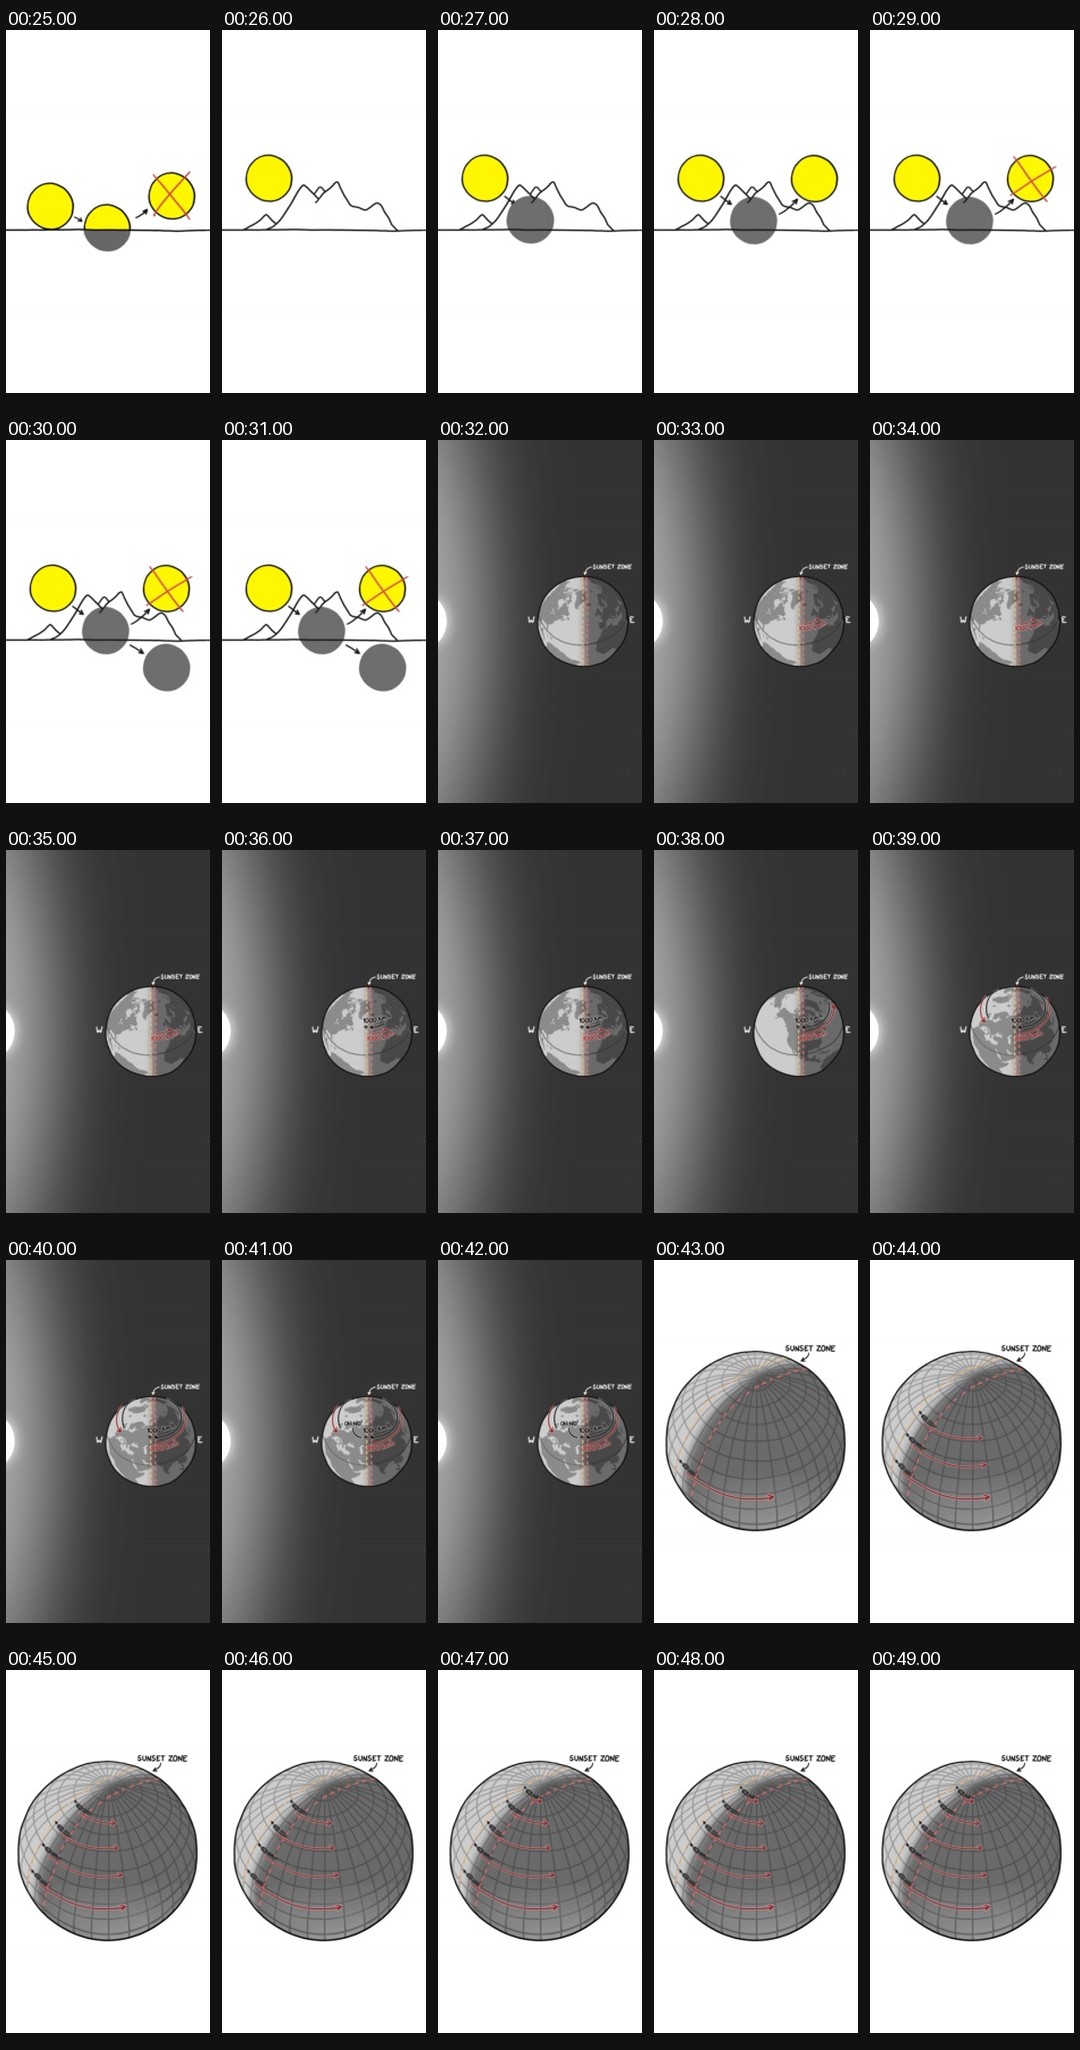 00:25.00
00:26.00
00:27.00
00:28.00
00:29.00
00:30.00
00:31.00
00:32.00
00:33.00
00:34.00
SUNSET ZONE
SUNSET ZONE
SUNSET ZONE
W E
W E
W E
00:35.00
00:36.00
00:37.00
00:38.00
00:39.00
SUNSET ZONE
SUNSET ZONE
SUNSET ZONE
SUNSET ZONE
SUNSET ZONE
W E
W E
W E
W E
W E
00:40.00
00:41.00
00:42.00
00:43.00
00:44.00
SUNSET ZONE
SUNSET ZONE
SUNSET ZONE
SUNSET ZONE
SUNSET ZONE
OH NO!
W E
W E
W E
00:45.00
00:46.00
00:47.00
00:48.00
00:49.00
SUNSET ZONE
SUNSET ZONE
SUNSET ZONE
SUNSET ZONE
SUNSET ZONE